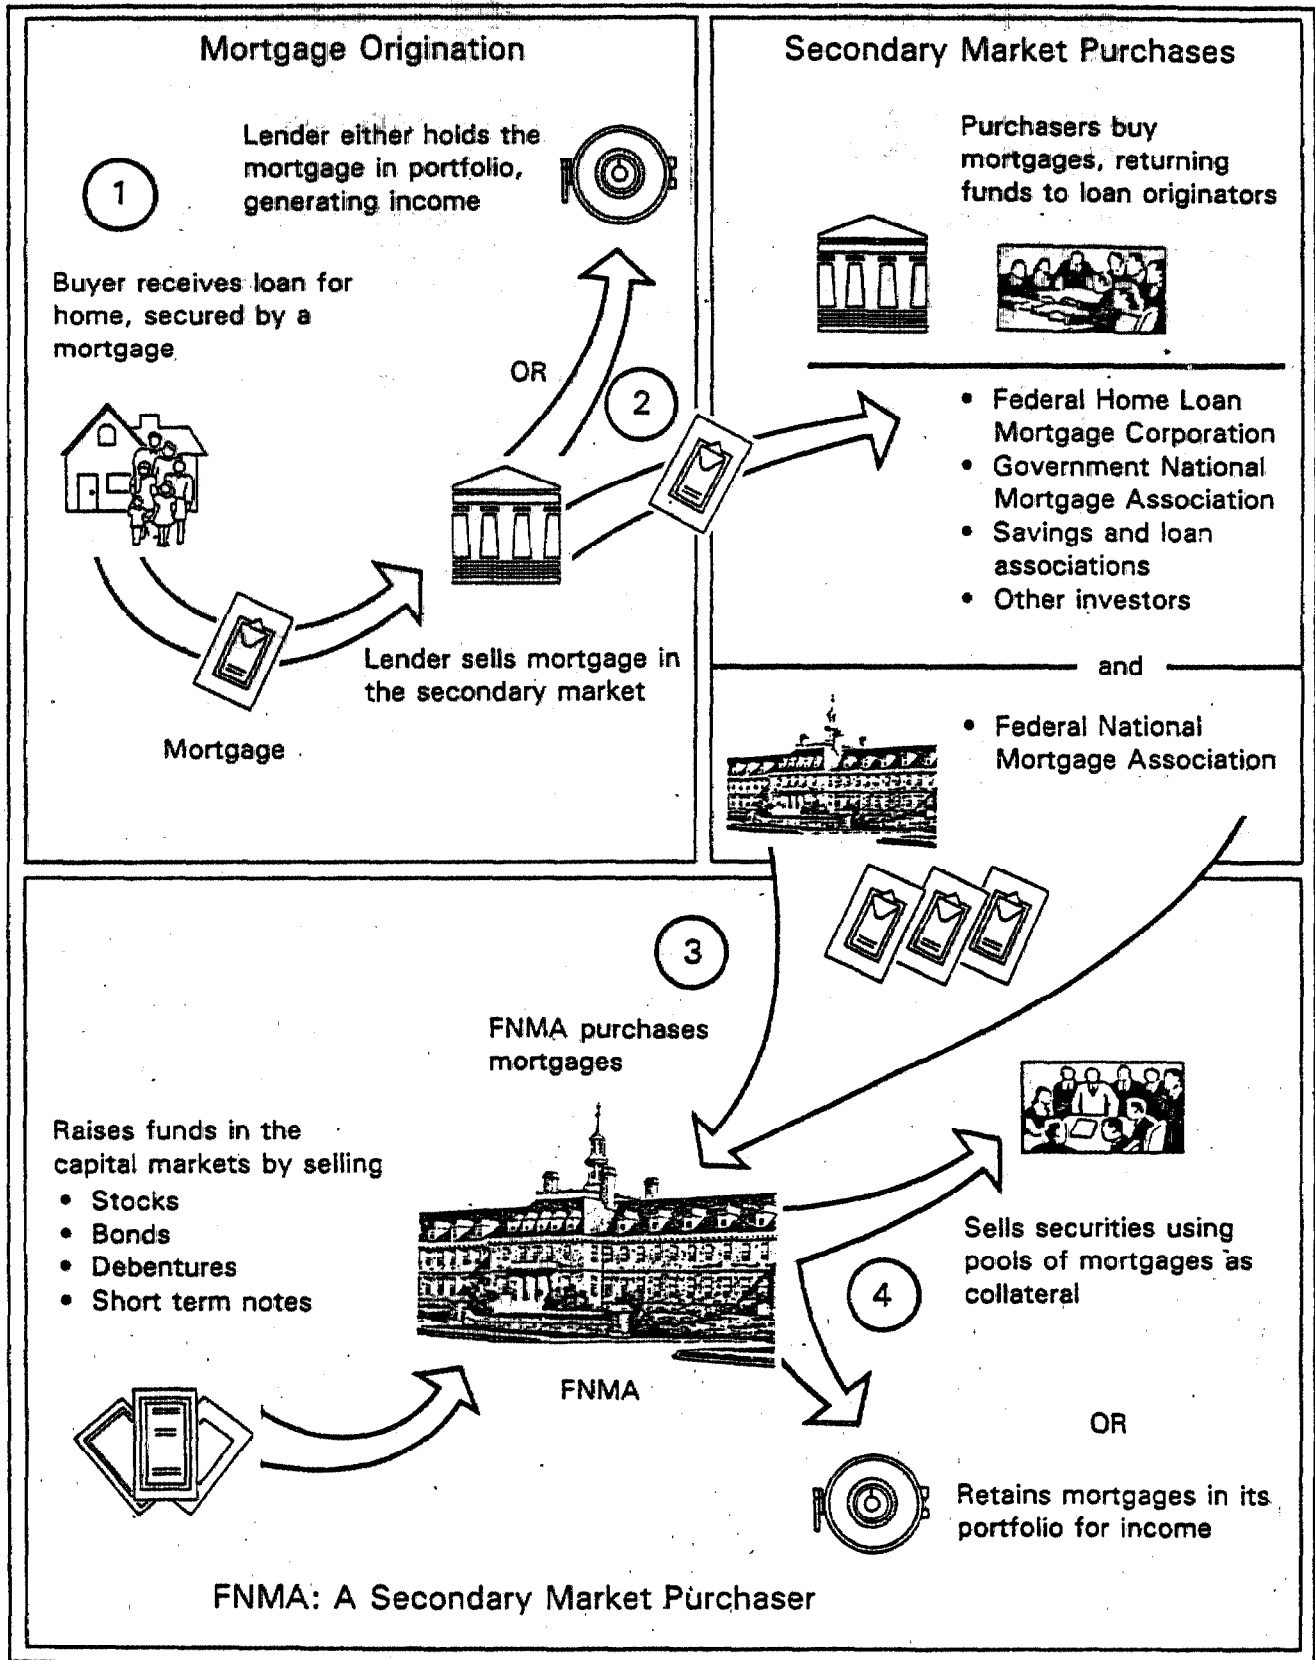 Mortgage Origination
Lender either holds the
mortgage in portfolio,
generating income
1
Buyer receives loan for
home, secured by a
mortgage
OR
2
Lender sells mortgage in
the secondary market
Mortgage
Secondary Market Purchases
Purchasers buy
mortgages, returning
funds to loan originators
• Federal Home Loan
Mortgage Corporation
• Government National
Mortgage Association
• Savings and loan
associations
• Other investors
and
• Federal National
Mortgage Association
3
FNMA purchases
mortgages
Raises funds in the
capital markets by selling
• Stocks
• Bonds
• Debentures
• Short term notes
FNMA
4
Sells securities using
pools of mortgages as
collateral
OR
Retains mortgages in its
portfolio for income
FNMA: A Secondary Market Purchaser